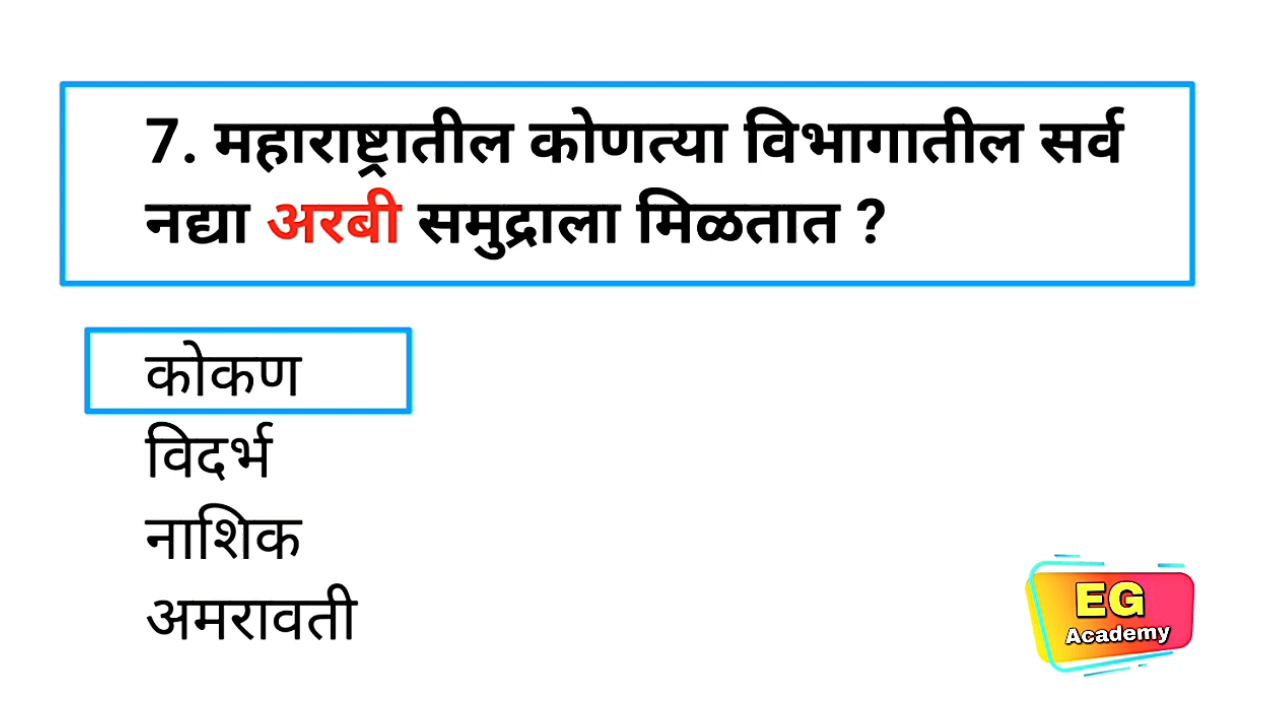 7. महाराष्ट्रातील कोणत्या विभागातील सर्व
नद्या अरबी समुद्राला मिळतात ?
कोकण
विदर्भ
नाशिक
अमरावती
EG
Academy